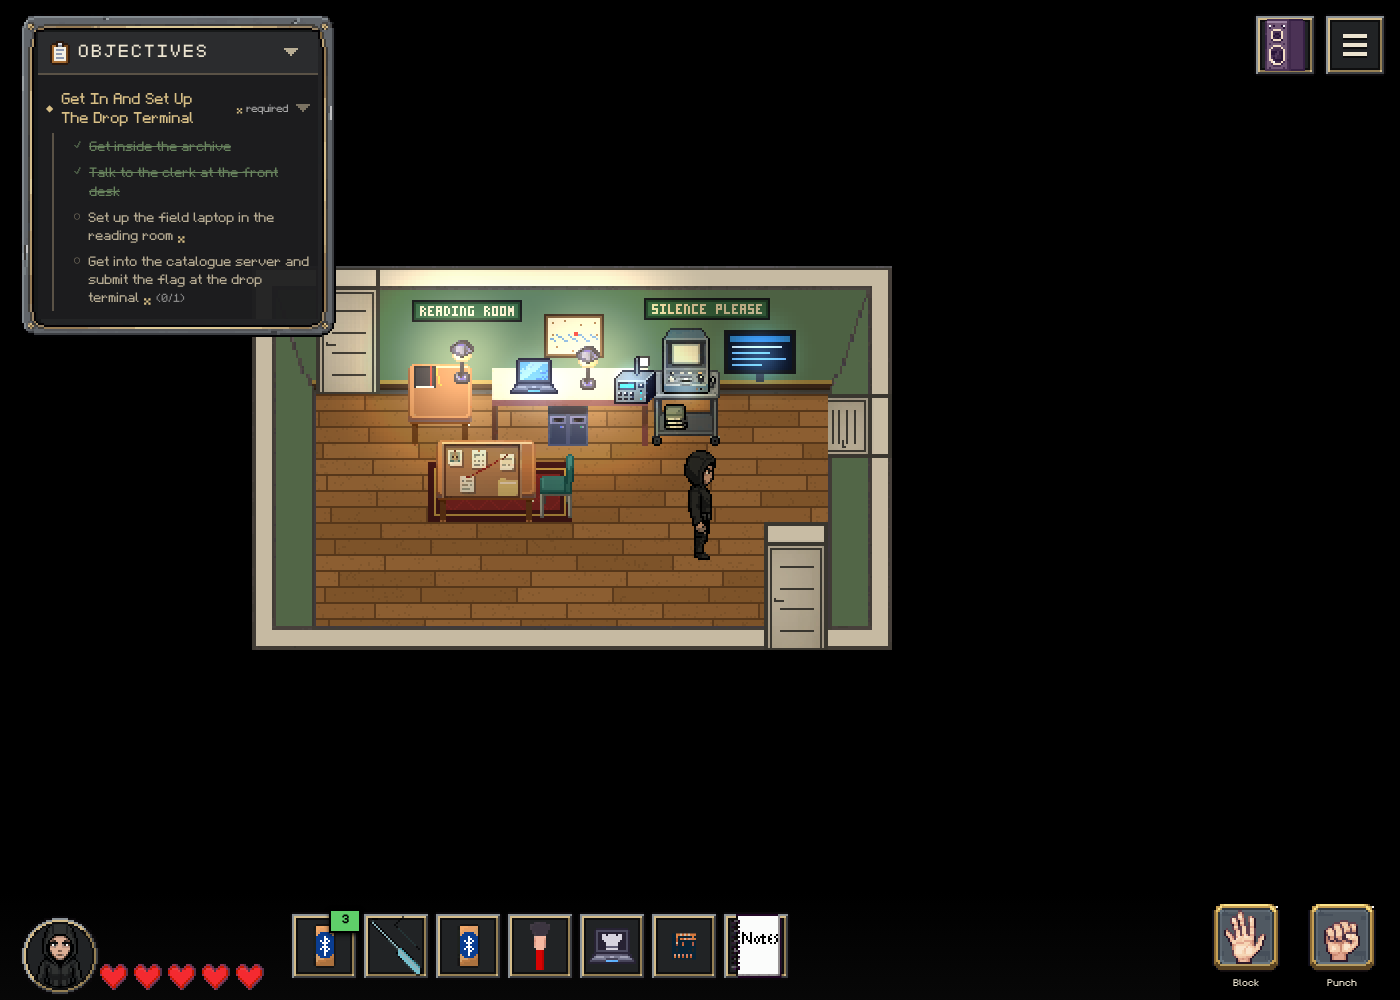 OBJECTIVES
Get In And Set Up
The Drop Terminal
x required
Get inside the archive
Talk to the clerk at the front
desk
Set up the field laptop in the
reading room x
Get into the catalogue server and
submit the flag at the drop
terminal x (0/1)
READING ROOM
SILENCE PLEASE
3
Notes
Block
Punch